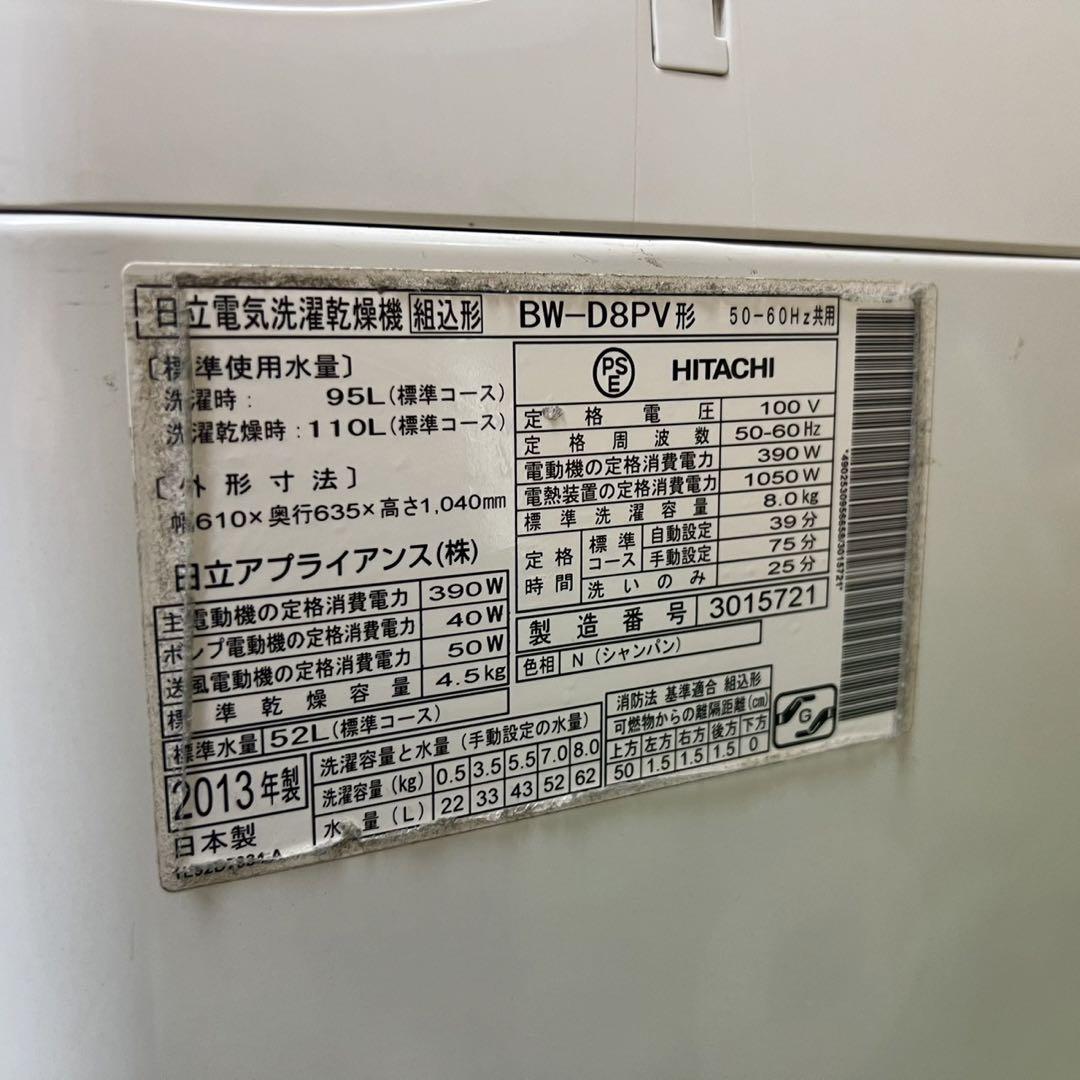 日立電気洗濯乾燥機 組込形 BW-D8PV形 50-60Hz共用
〔標準使用水量〕
洗濯時: 95L(標準コース)
洗濯乾燥時:110L(標準コース)
〔外形寸法〕
幅610×奥行635×高さ1,040mm
日立アプライアンス(株)
主電動機の定格消費電力 390W
ポンプ電動機の定格消費電力 40W
送風電動機の定格消費電力 50W
標準乾燥容量 4.5kg
標準水量 52L(標準コース)
2013年製
日本製
PSE HITACHI
定格電圧 100V
定格周波数 50-60Hz
電動機の定格消費電力 390W
電熱装置の定格消費電力 1050W
標準洗濯容量 8.0kg
定格時間 標準コース 自動設定 39分
手動設定 75分
洗いのみ 25分
製造番号 3015721
色相 N(シャンパン)
洗濯容量と水量(手動設定の水量)
洗濯容量(kg) 0.5 3.5 5.5 7.0 8.0
水量(L) 22 33 43 52 62
消防法 基準適合 組込形
可燃物からの離隔距離(cm)
上方 左方 右方 後方 下方
50 1.5 1.5 1.5 0
G